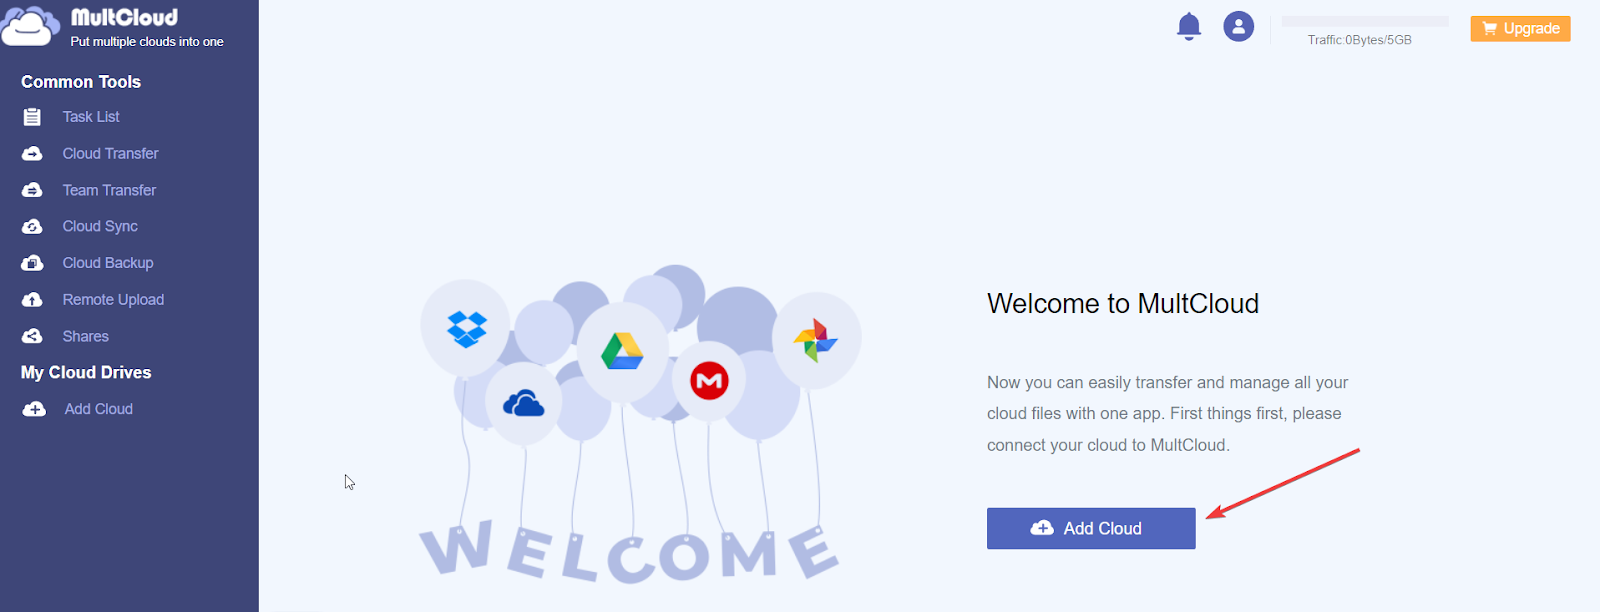 MultCloud
Put multiple clouds into one
Common Tools
Task List
Cloud Transfer
Team Transfer
Cloud Sync
Cloud Backup
Remote Upload
Shares
My Cloud Drives
Add Cloud
Traffic:0Bytes/5GB
Upgrade
WELCOME
Welcome to MultCloud
Now you can easily transfer and manage all your
cloud files with one app. First things first, please
connect your cloud to MultCloud.
Add Cloud